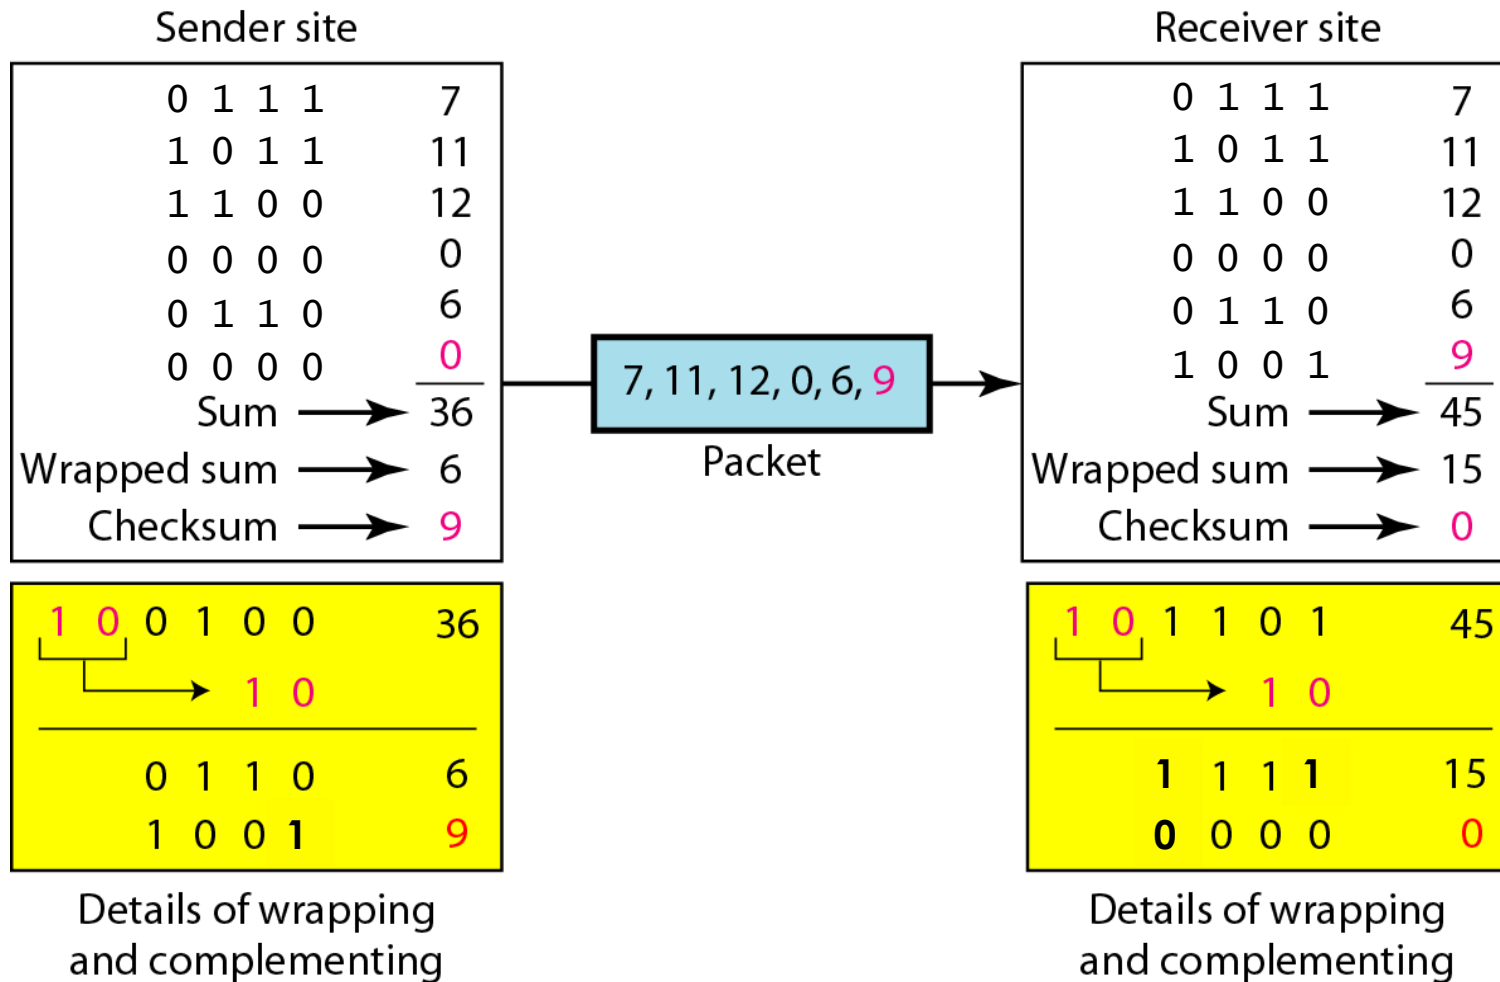 Sender site
0 1 1 1 7
1 0 1 1 11
1 1 0 0 12
0 0 0 0 0
0 1 1 0 6
0 0 0 0 0
Sum 36
Wrapped sum 6
Checksum 9
1 0 0 1 0 0 36
1 0
0 1 1 0 6
1 0 0 1 9
Details of wrapping
and complementing
7, 11, 12, 0, 6, 9
Packet
Receiver site
0 1 1 1 7
1 0 1 1 11
1 1 0 0 12
0 0 0 0 0
0 1 1 0 6
1 0 0 1 9
Sum 45
Wrapped sum 15
Checksum 0
1 0 1 1 0 1 45
1 0
1 1 1 1 15
0 0 0 0 0
Details of wrapping
and complementing